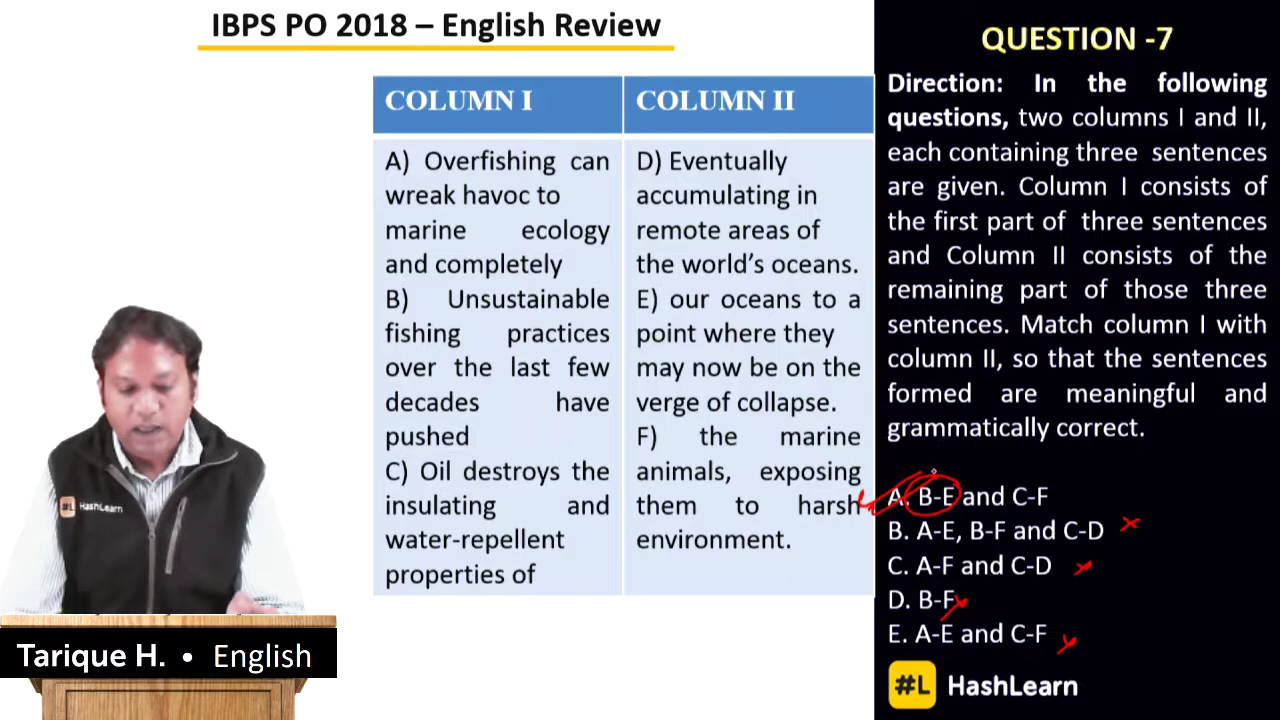 IBPS PO 2018 – English Review
COLUMN I
A) Overfishing can
wreak havoc to
marine ecology
and completely
B) Unsustainable
fishing practices
over the last few
decades have
pushed
C) Oil destroys the
insulating and
water-repellent
properties of
COLUMN II
D) Eventually
accumulating in
remote areas of
the world's oceans.
E) our oceans to a
point where they
may now be on the
verge of collapse.
F) the marine
animals, exposing
them to harsh
environment.
QUESTION -7
Direction: In the following
questions, two columns I and II,
each containing three sentences
are given. Column I consists of
the first part of three sentences
and Column II consists of the
remaining part of those three
sentences. Match column I with
column II, so that the sentences
formed are meaningful and
grammatically correct.
A. B-E and C-F
B. A-E, B-F and C-D
C. A-F and C-D
D. B-F
E. A-E and C-F
#L HashLearn
#L HashLearn
Tarique H. • English